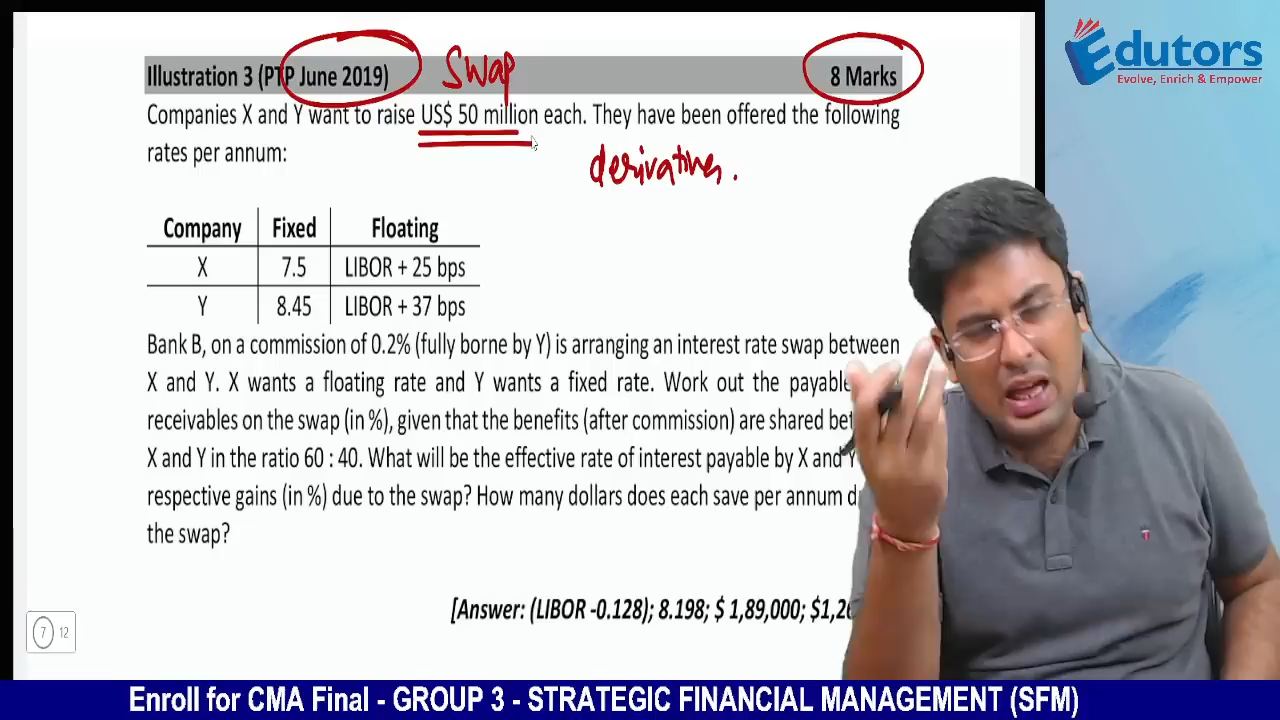 Edutors
Evolve, Enrich & Empower
Illustration 3 (PTP June 2019) Swap 8 Marks
Companies X and Y want to raise US$ 50 million each. They have been offered the following
rates per annum:
derivatives.
Company Fixed Floating
X 7.5 LIBOR + 25 bps
Y 8.45 LIBOR + 37 bps
Bank B, on a commission of 0.2% (fully borne by Y) is arranging an interest rate swap between
X and Y. X wants a floating rate and Y wants a fixed rate. Work out the payable
receivables on the swap (in %), given that the benefits (after commission) are shared
X and Y in the ratio 60 : 40. What will be the effective rate of interest payable by X and Y
respective gains (in %) due to the swap? How many dollars does each save per annum
the swap?
[Answer: (LIBOR -0.128); 8.198; $ 1,89,000;
7 12
Enroll for CMA Final - GROUP 3 - STRATEGIC FINANCIAL MANAGEMENT (SFM)